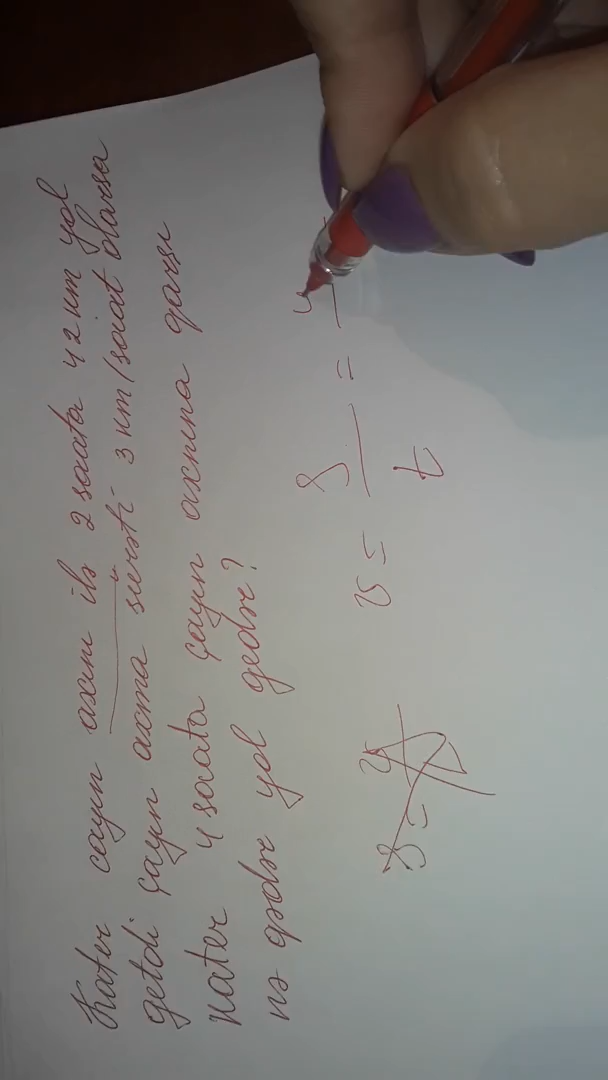 Kater çayın axını ilə 2 saata 42 km yol
getdi çayın axma sürəti 3 km/saat olarsa
kater 4 saata çayın axınına qarşı
nə qədər yol gedər?
v = S/t = 4
S =